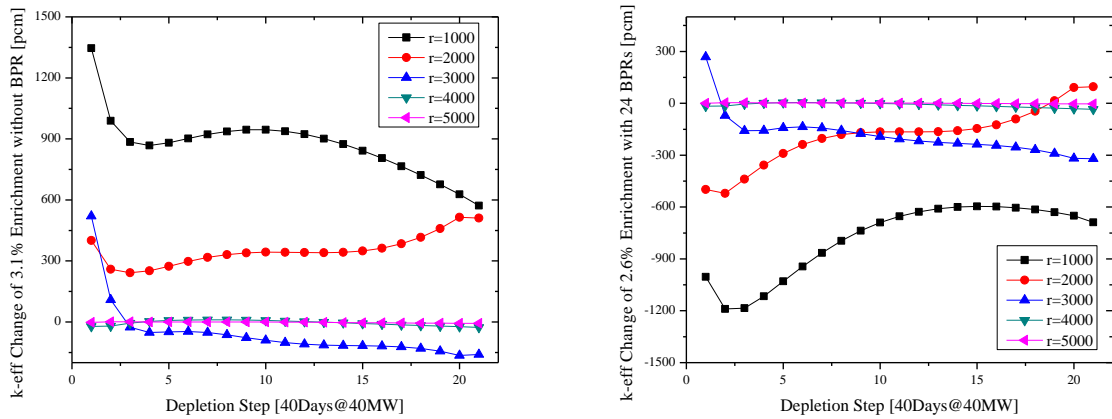 k-eff Change of 3.1% Enrichment without BPR [pcm]
1500
1200
900
600
300
0
0
5
10
15
20
Depletion Step [40Days@40MW]
r=1000
r=2000
r=3000
r=4000
r=5000
k-eff Change of 2.6% Enrichment with 24 BPRs [pcm]
300
0
-300
-600
-900
-1200
-1500
0
5
10
15
20
Depletion Step [40Days@40MW]
r=1000
r=2000
r=3000
r=4000
r=5000